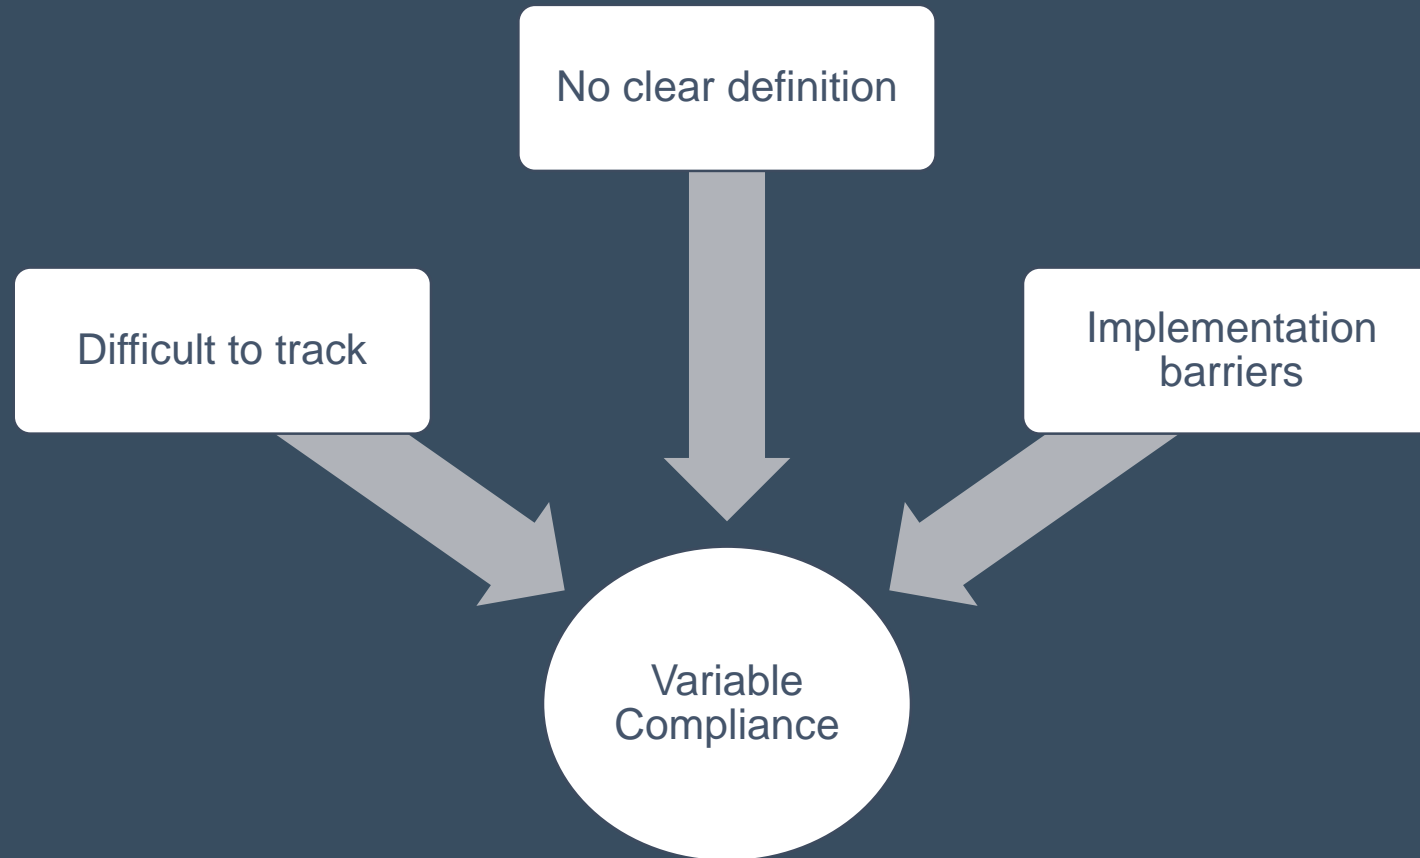 No clear definition
Difficult to track
Implementation
barriers
Variable
Compliance